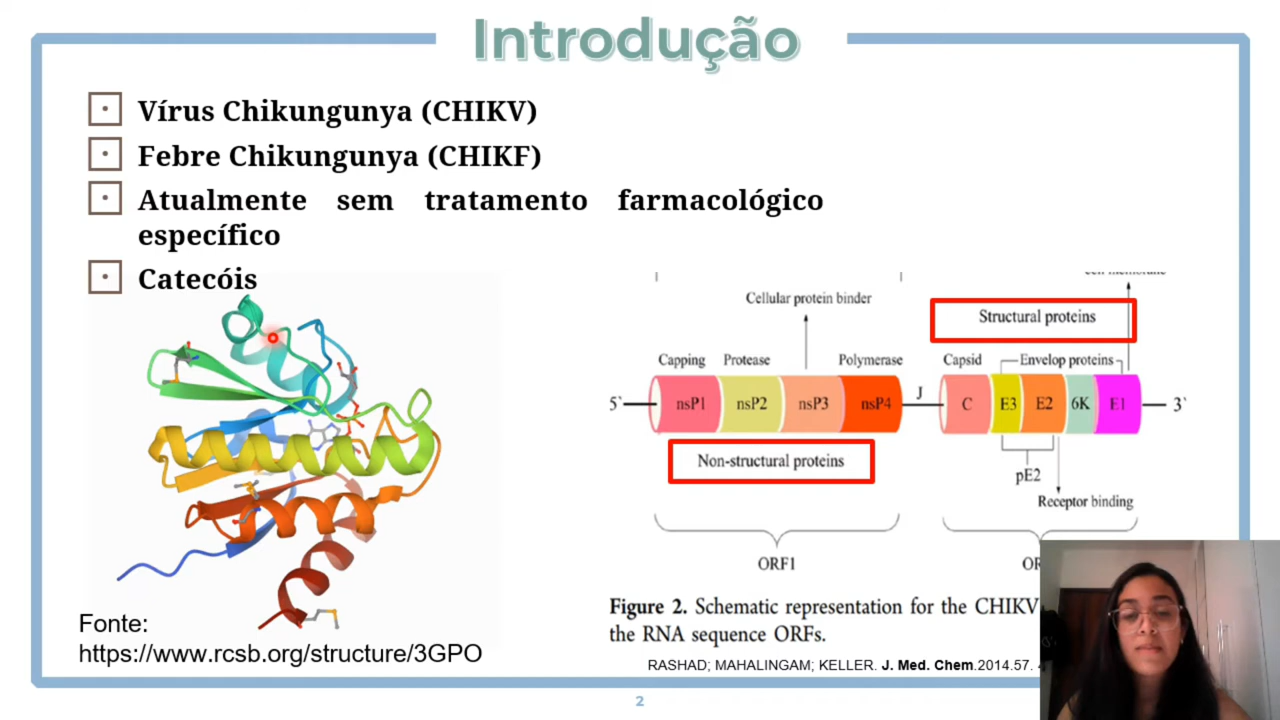 Introdução
Vírus Chikungunya (CHIKV)
Febre Chikungunya (CHIKF)
Atualmente sem tratamento farmacológico
específico
Catecóis
Cellular protein binder
Structural proteins
Capping
Protease
Polymerase
Capsid
Envelop proteins
5` nsP1 nsP2 nsP3 nsP4 J C E3 E2 6K E1 3`
Non-structural proteins
pE2
Receptor binding
ORF1
Figure 2. Schematic representation for the CHIKV
the RNA sequence ORFs.
Fonte:
https://www.rcsb.org/structure/3GPO
RASHAD; MAHALINGAM; KELLER. J. Med. Chem.2014.57.
2